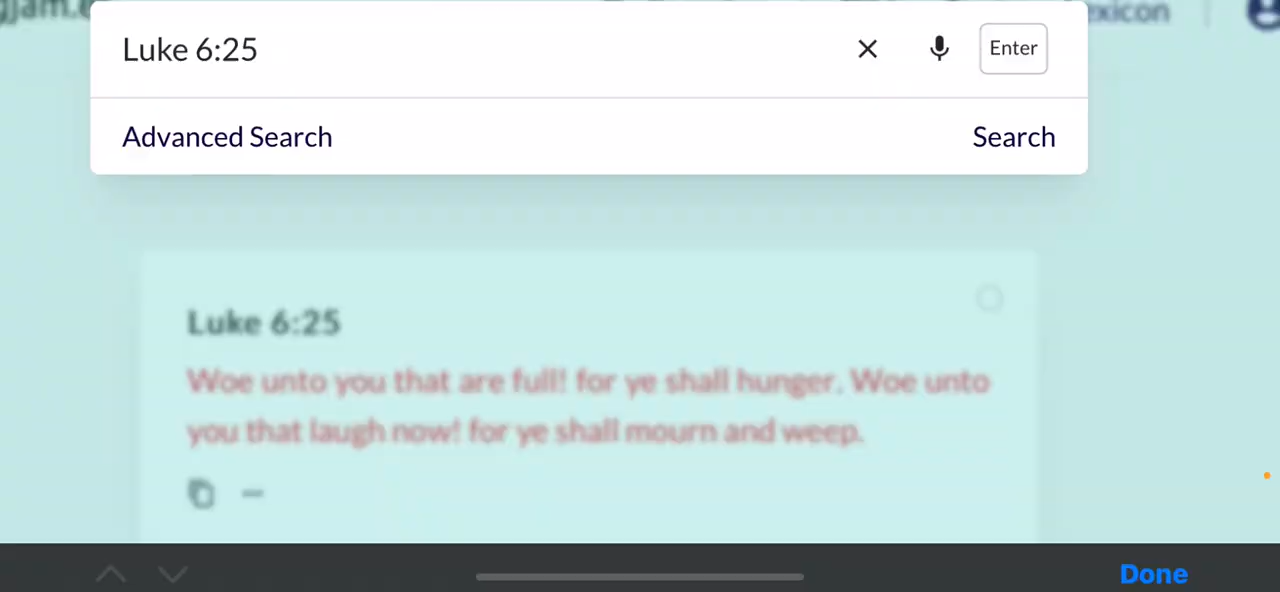 Luke 6:25
Enter
Advanced Search
Search
Luke 6:25
Woe unto you that are full! for ye shall hunger. Woe unto
you that laugh now! for ye shall mourn and weep.
Done